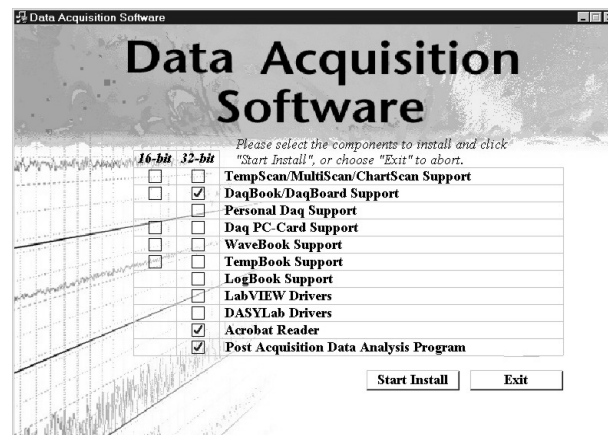 Data Acquisition Software
Data Acquisition
Software
Please select the components to install and click
"Start Install", or choose "Exit" to abort.
16-bit 32-bit
TempScan/MultiScan/ChartScan Support
DaqBook/DaqBoard Support
Personal Daq Support
Daq PC-Card Support
WaveBook Support
TempBook Support
LogBook Support
LabVIEW Drivers
DASYLab Drivers
Acrobat Reader
Post Acquisition Data Analysis Program
Start Install Exit